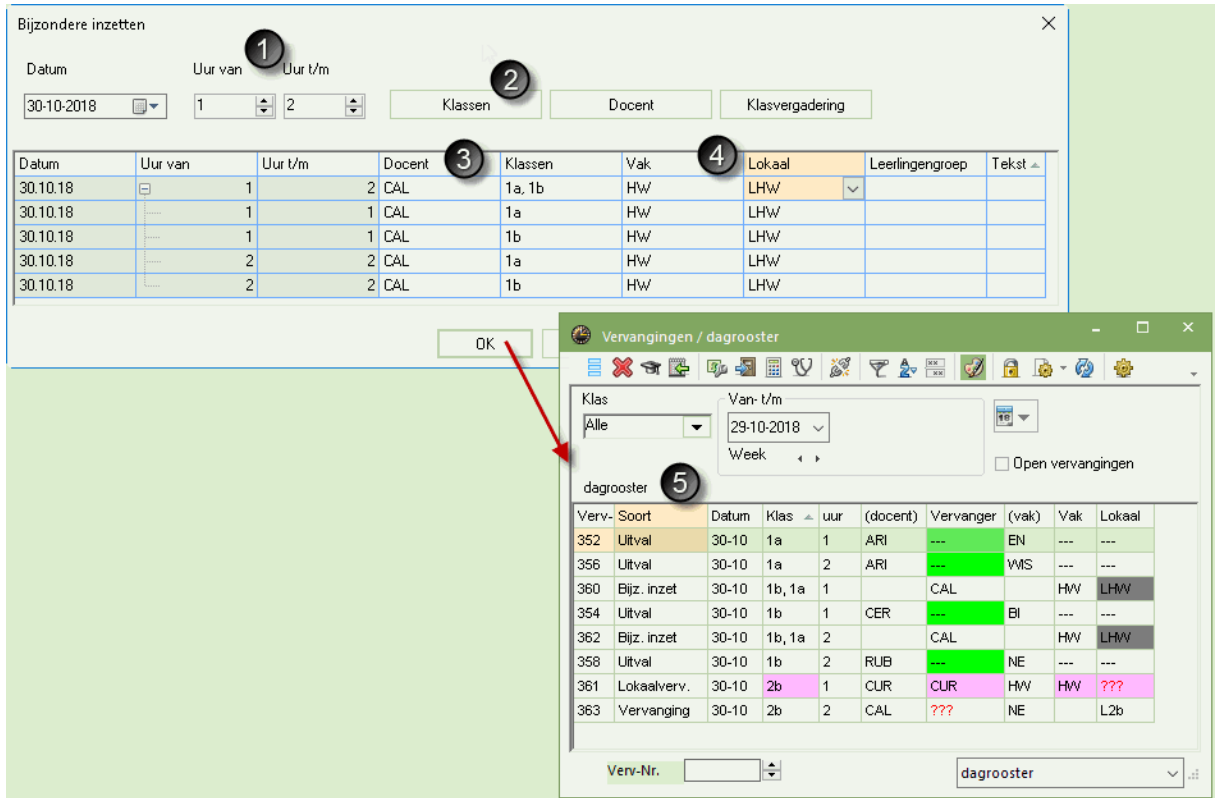 Bijzondere inzetten
1
Datum Uur van Uur t/m
2
30-10-2018 1 2 Klassen Docent Klasvergadering
3 4
Datum Uur van Uur t/m Docent Klassen Vak Lokaal Leerlingengroep Tekst
30.10.18 1 2 CAL 1a, 1b HW LHW
30.10.18 1 1 CAL 1a HW LHW
30.10.18 1 1 CAL 1b HW LHW
30.10.18 2 2 CAL 1a HW LHW
30.10.18 2 2 CAL 1b HW LHW
OK
Vervangingen / dagrooster
Klas Van- t/m
Alle 29-10-2018
Week
Open vervangingen
dagrooster 5
Verv- Soort Datum Klas uur (docent) Vervanger (vak) Vak Lokaal
352 Uitval 30-10 1a 1 ARI --- EN --- ---
356 Uitval 30-10 1a 2 ARI --- WIS --- ---
360 Bijz. inzet 30-10 1b, 1a 1 CAL HW LHW
354 Uitval 30-10 1b 1 CER --- BI --- ---
362 Bijz. inzet 30-10 1b, 1a 2 CAL HW LHW
358 Uitval 30-10 1b 2 RUB --- NE --- ---
361 Lokaalverv. 30-10 2b 1 CUR CUR HW HW ???
363 Vervanging 30-10 2b 2 CAL ??? NE L2b
Verv-Nr. dagrooster